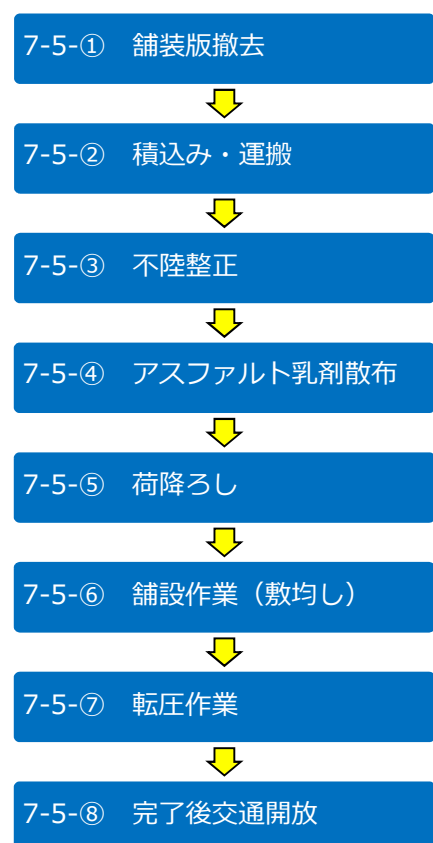 7-5-① 舗装版撤去
7-5-② 積込み・運搬
7-5-③ 不陸整正
7-5-④ アスファルト乳剤散布
7-5-⑤ 荷降ろし
7-5-⑥ 舗設作業（敷均し）
7-5-⑦ 転圧作業
7-5-⑧ 完了後交通開放